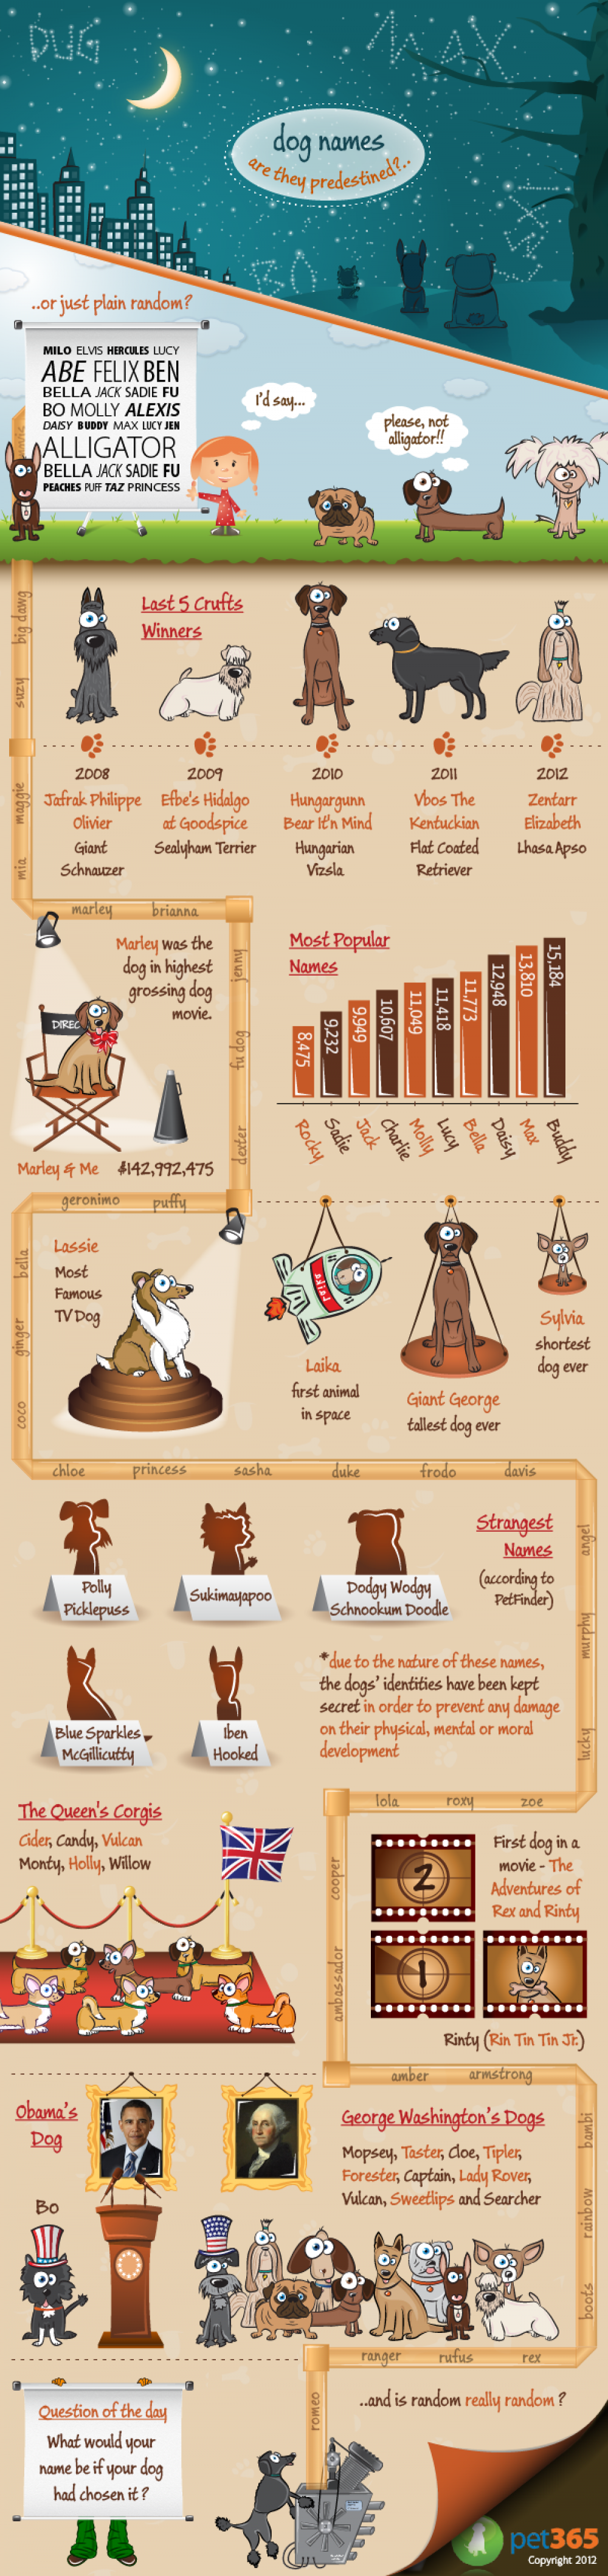 DUG
MAX
dog names
are they predestined?..
BO
..or just plain random?
MILO ELVIS HERCULES LUCY
ABE FELIX BEN
BELLA JACK SADIE FU
BO MOLLY ALEXIS
DAISY BUDDY MAX LUCY JEN
ALLIGATOR
BELLA JACK SADIE FU
PEACHES PUFF TAZ PRINCESS
I'd say...
please, not
alligator!!
big dawg
suzy
maggie
mia
Last 5 Crufts
Winners
2008
Jafrak Philippe
Olivier
Giant
Schnauzer
2009
Efbe's Hidalgo
at Goodspice
Sealyham Terrier
2010
Hungargunn
Bear It'n Mind
Hungarian
Vizsla
2011
Vbos The
Kentuckian
Flat Coated
Retriever
2012
Zentarr
Elizabeth
Lhasa Apso
marley
brianna
jenny
fu dog
dexter
Marley was the
dog in highest
grossing dog
movie.
DIREC
Marley & Me $142,992,475
Most Popular
Names
8,475
9,232
9,949
10,607
11,049
11,418
11,773
12,948
13,810
15,184
Rocky
Sadie
Jack
Charlie
Molly
Lucy
Bella
Daisy
Max
Buddy
geronimo
puffy
bella
ginger
coco
Lassie
Most
Famous
TV Dog
Laika
Laika
first animal
in space
Giant George
tallest dog ever
Sylvia
shortest
dog ever
chloe
princess
sasha
duke
frodo
davis
angel
murphy
lucky
Polly
Picklepuss
Sukimayapoo
Dodgy Wodgy
Schnookum Doodle
Strangest
Names
(according to
PetFinder)
Blue Sparkles
McGillicutty
Iben
Hooked
*due to the nature of these names,
the dogs' identities have been kept
secret in order to prevent any damage
on their physical, mental or moral
development
lola
roxy
zoe
cooper
ambassador
The Queen's Corgis
Cider, Candy, Vulcan
Monty, Holly, Willow
2
1
First dog in a
movie - The
Adventures of
Rex and Rinty
Rinty (Rin Tin Tin Jr.)
amber
armstrong
bambi
rainbow
boots
Obama's
Dog
Bo
George Washington's Dogs
Mopsey, Taster, Cloe, Tipler,
Forester, Captain, Lady Rover,
Vulcan, Sweetlips and Searcher
ranger
rufus
rex
romeo
Question of the day
What would your
name be if your dog
had chosen it?
..and is random really random?
pet365
Copyright 2012